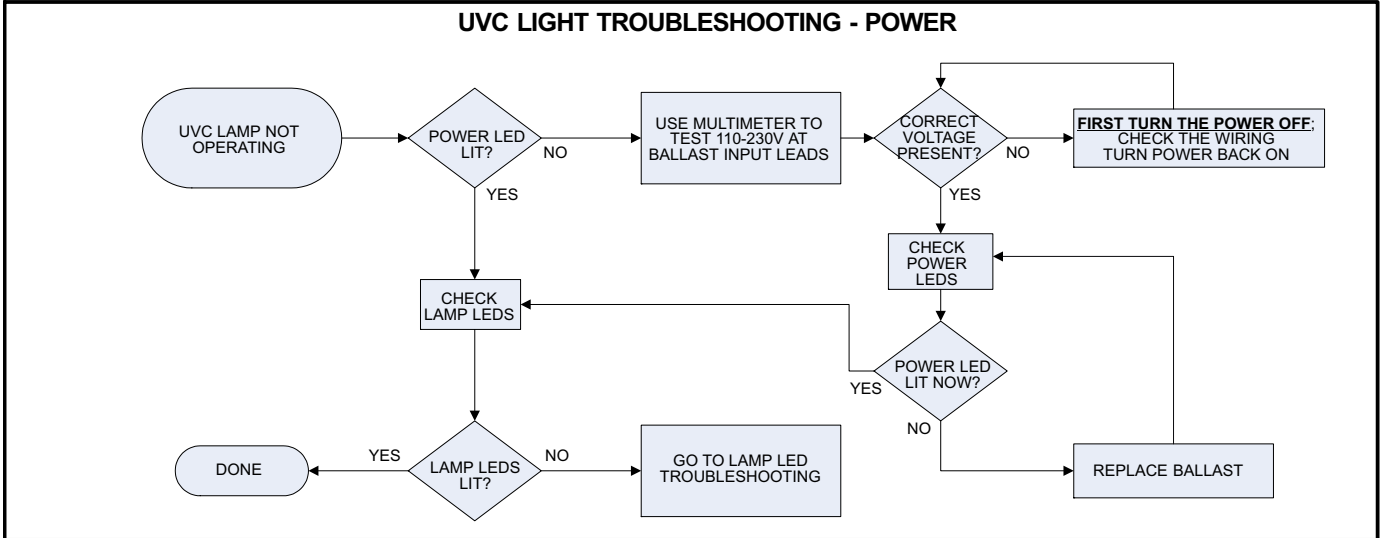 UVC LIGHT TROUBLESHOOTING - POWER
UVC LAMP NOT
OPERATING
POWER LED
LIT?
NO
YES
USE MULTIMETER TO
TEST 110-230V AT
BALLAST INPUT LEADS
CORRECT
VOLTAGE
PRESENT?
NO
YES
FIRST TURN THE POWER OFF;
CHECK THE WIRING
TURN POWER BACK ON
CHECK
POWER
LEDS
CHECK
LAMP LEDS
POWER LED
LIT NOW?
YES
NO
REPLACE BALLAST
LAMP LEDS
LIT?
YES
NO
DONE
GO TO LAMP LED
TROUBLESHOOTING